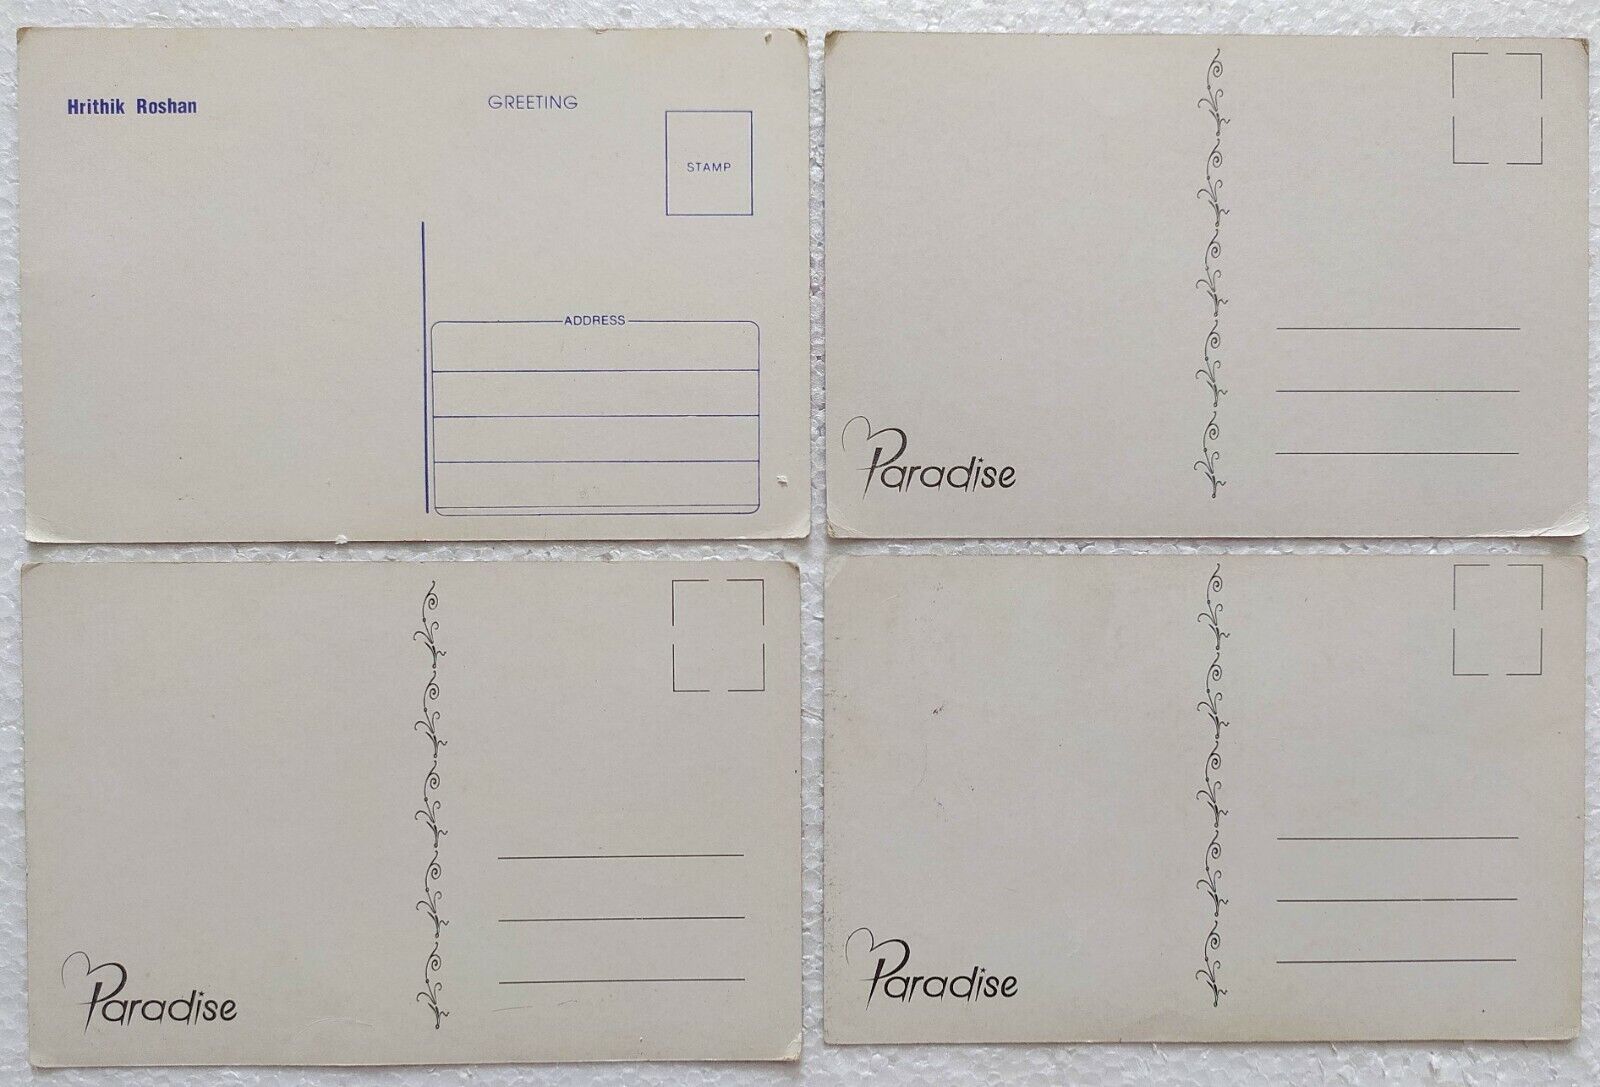 Hrithik Roshan
GREETING
STAMP
ADDRESS
Paradise
Paradise
Paradise